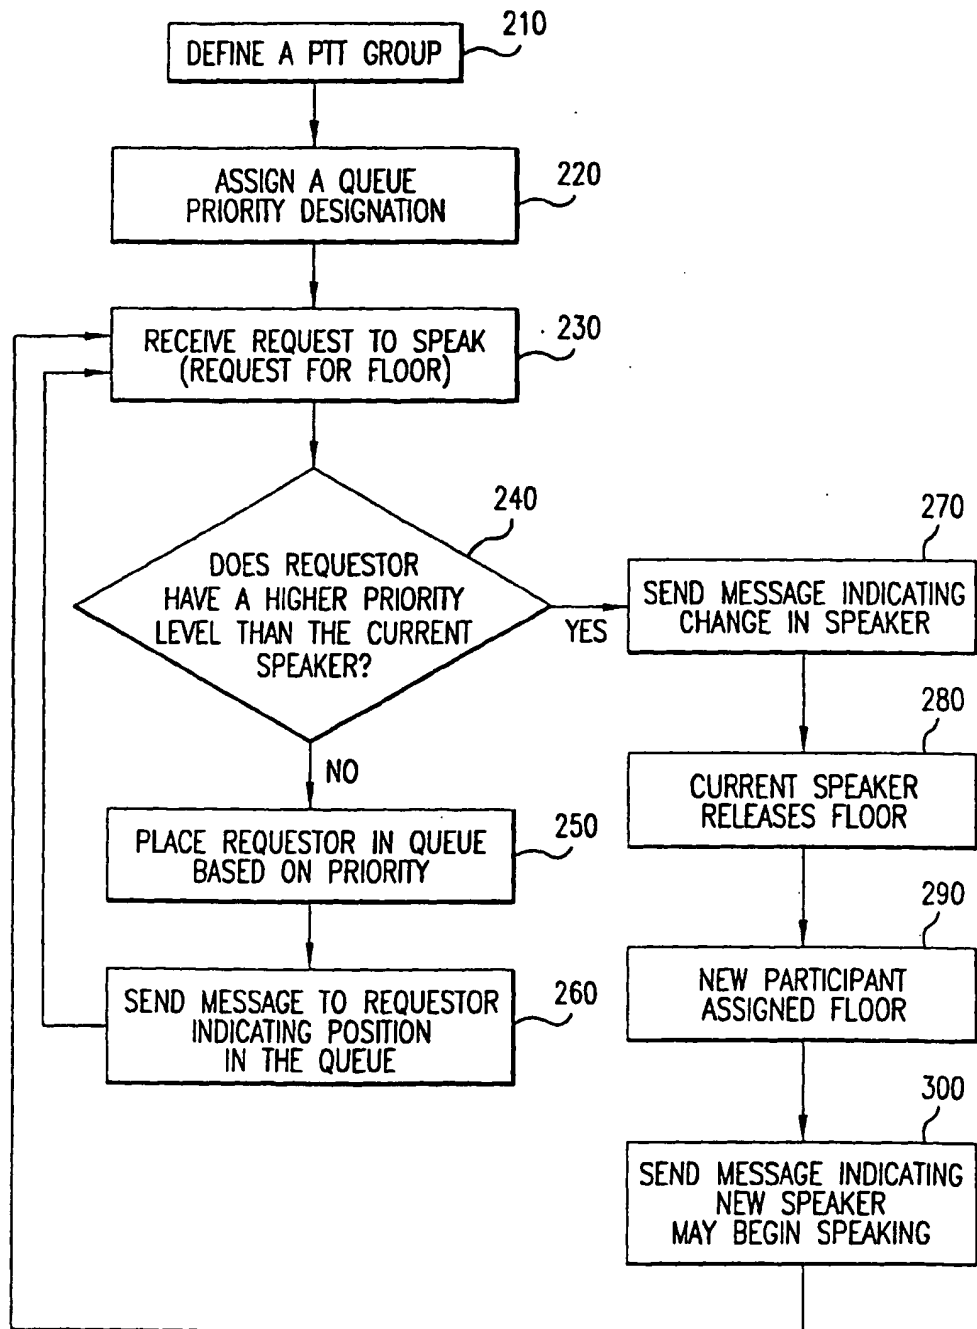 210
DEFINE A PTT GROUP
220
ASSIGN A QUEUE
PRIORITY DESIGNATION
230
RECEIVE REQUEST TO SPEAK
(REQUEST FOR FLOOR)
240
DOES REQUESTOR
HAVE A HIGHER PRIORITY
LEVEL THAN THE CURRENT
SPEAKER?
YES
NO
250
PLACE REQUESTOR IN QUEUE
BASED ON PRIORITY
260
SEND MESSAGE TO REQUESTOR
INDICATING POSITION
IN THE QUEUE
270
SEND MESSAGE INDICATING
CHANGE IN SPEAKER
280
CURRENT SPEAKER
RELEASES FLOOR
290
NEW PARTICIPANT
ASSIGNED FLOOR
300
SEND MESSAGE INDICATING
NEW SPEAKER
MAY BEGIN SPEAKING